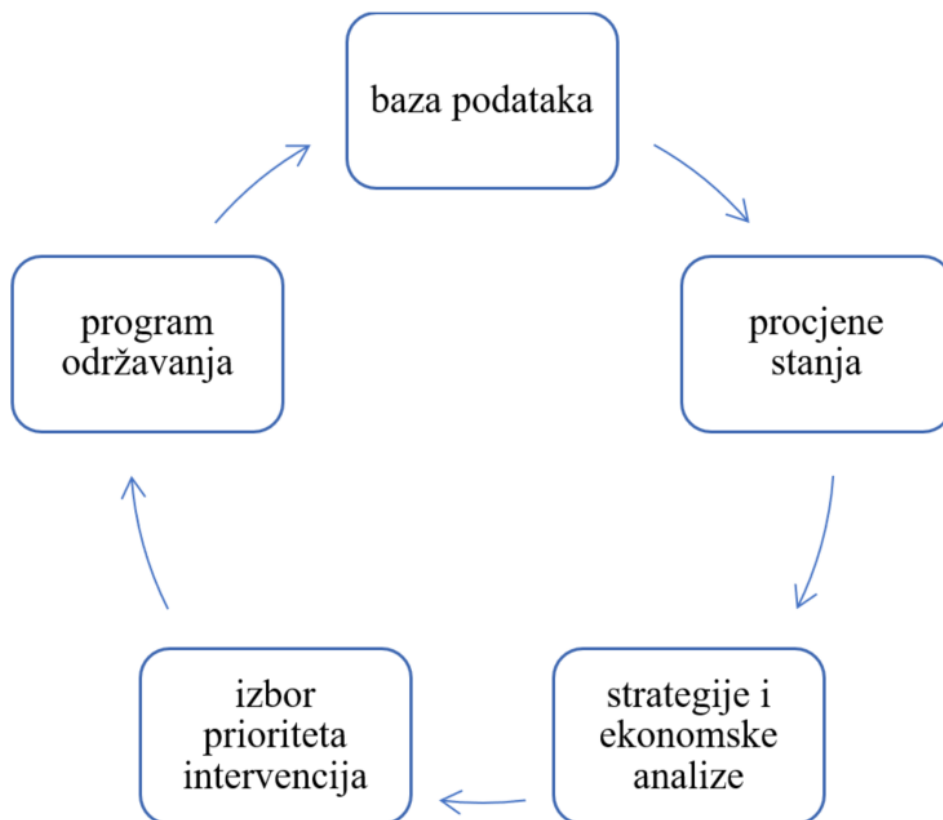 baza podataka
procjene
stanja
strategije i
ekonomske
analize
izbor
prioriteta
intervencija
program
održavanja